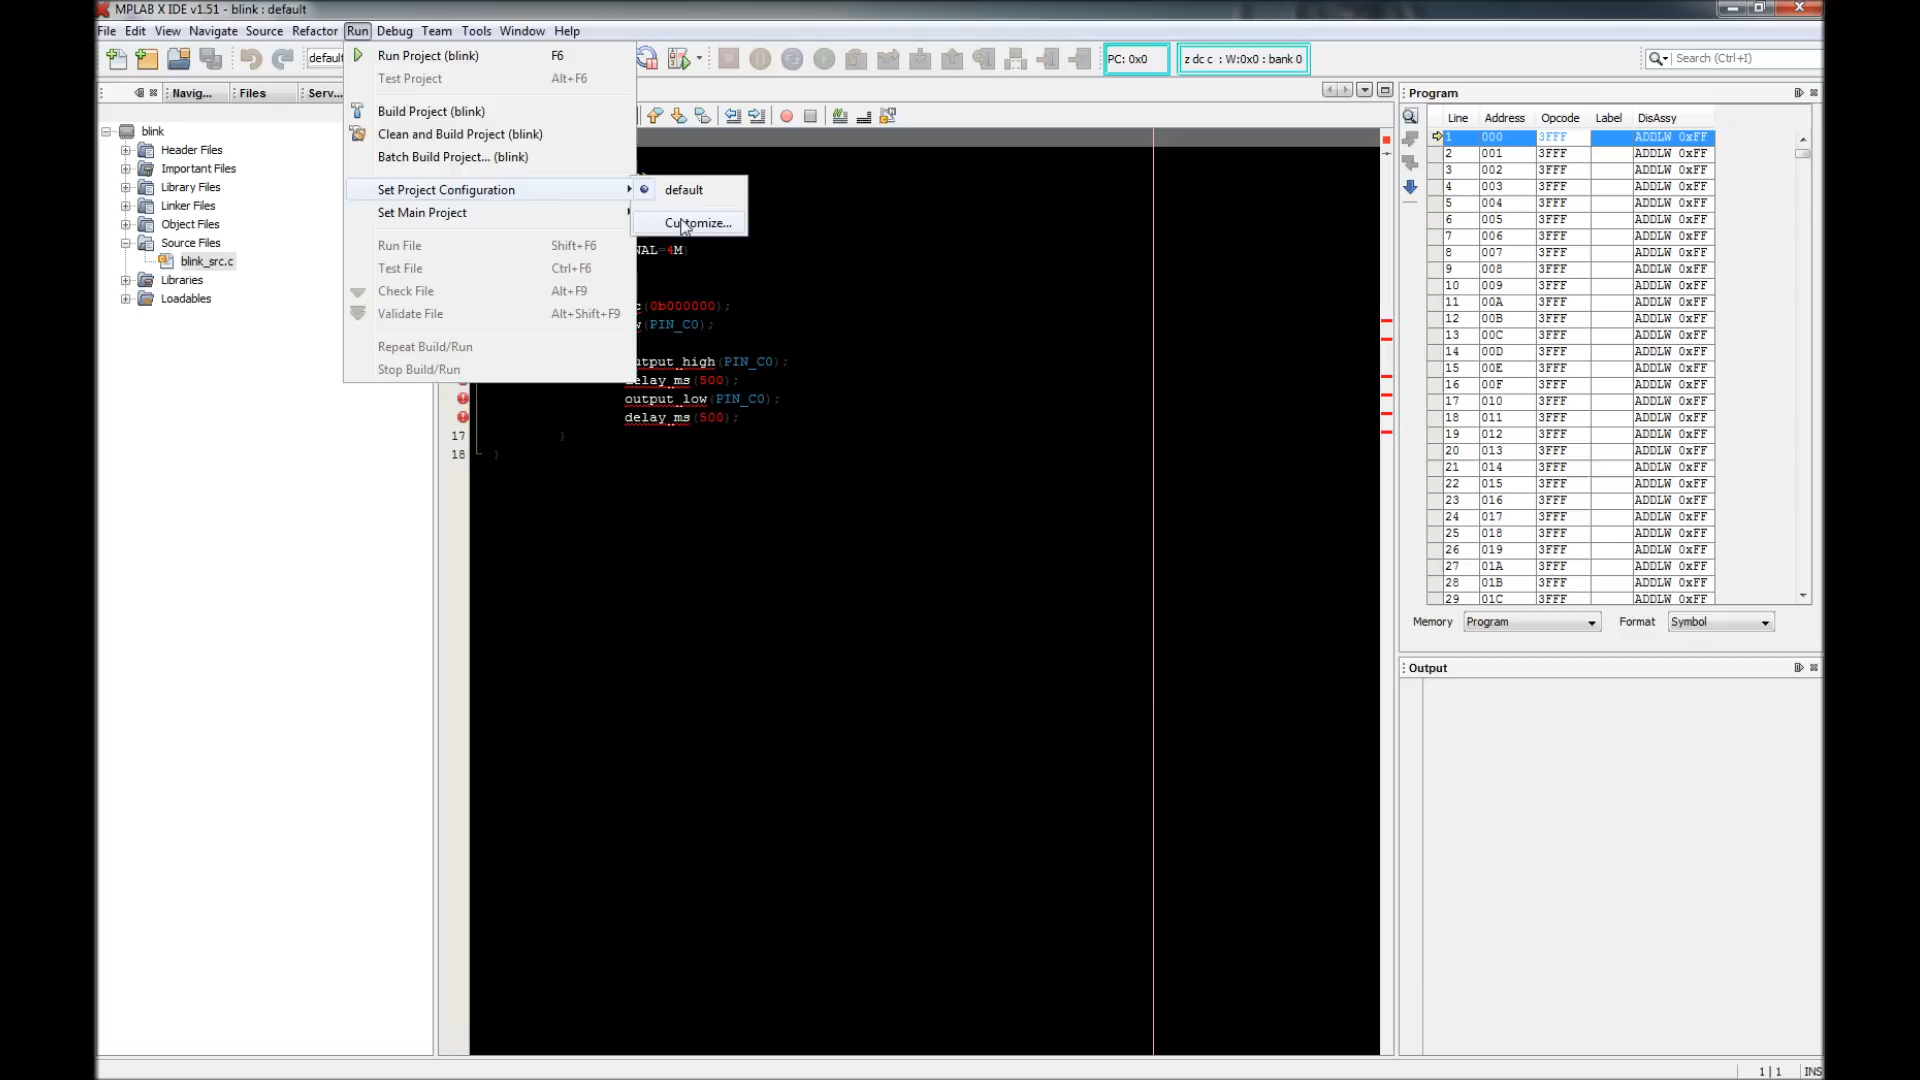 MPLAB X IDE v1.51 - blink : default
File Edit View Navigate Source Refactor Run Debug Team Tools Window Help
default PC: 0x0 z dc c : W:0x0 : bank 0 Search (Ctrl+I)
Run Project (blink) F6
Test Project Alt+F6
Build Project (blink)
Clean and Build Project (blink)
Batch Build Project... (blink)
Set Project Configuration
Set Main Project
Run File Shift+F6
Test File Ctrl+F6
Check File Alt+F9
Validate File Alt+Shift+F9
Repeat Build/Run
Stop Build/Run
default
Customize...
Navig... Files Serv...
blink
Header Files
Important Files
Library Files
Linker Files
Object Files
Source Files
blink_src.c
Libraries
Loadables
NAL=4M)
c(0b000000);
w(PIN_C0);
utput_high(PIN_C0);
delay_ms(500);
output_low(PIN_C0);
delay_ms(500);
17 }
18 }
Program
Line Address Opcode Label DisAssy
1 000 3FFF ADDLW 0xFF
2 001 3FFF ADDLW 0xFF
3 002 3FFF ADDLW 0xFF
4 003 3FFF ADDLW 0xFF
5 004 3FFF ADDLW 0xFF
6 005 3FFF ADDLW 0xFF
7 006 3FFF ADDLW 0xFF
8 007 3FFF ADDLW 0xFF
9 008 3FFF ADDLW 0xFF
10 009 3FFF ADDLW 0xFF
11 00A 3FFF ADDLW 0xFF
12 00B 3FFF ADDLW 0xFF
13 00C 3FFF ADDLW 0xFF
14 00D 3FFF ADDLW 0xFF
15 00E 3FFF ADDLW 0xFF
16 00F 3FFF ADDLW 0xFF
17 010 3FFF ADDLW 0xFF
18 011 3FFF ADDLW 0xFF
19 012 3FFF ADDLW 0xFF
20 013 3FFF ADDLW 0xFF
21 014 3FFF ADDLW 0xFF
22 015 3FFF ADDLW 0xFF
23 016 3FFF ADDLW 0xFF
24 017 3FFF ADDLW 0xFF
25 018 3FFF ADDLW 0xFF
26 019 3FFF ADDLW 0xFF
27 01A 3FFF ADDLW 0xFF
28 01B 3FFF ADDLW 0xFF
29 01C 3FFF ADDLW 0xFF
Memory Program Format Symbol
Output
1 | 1 INS